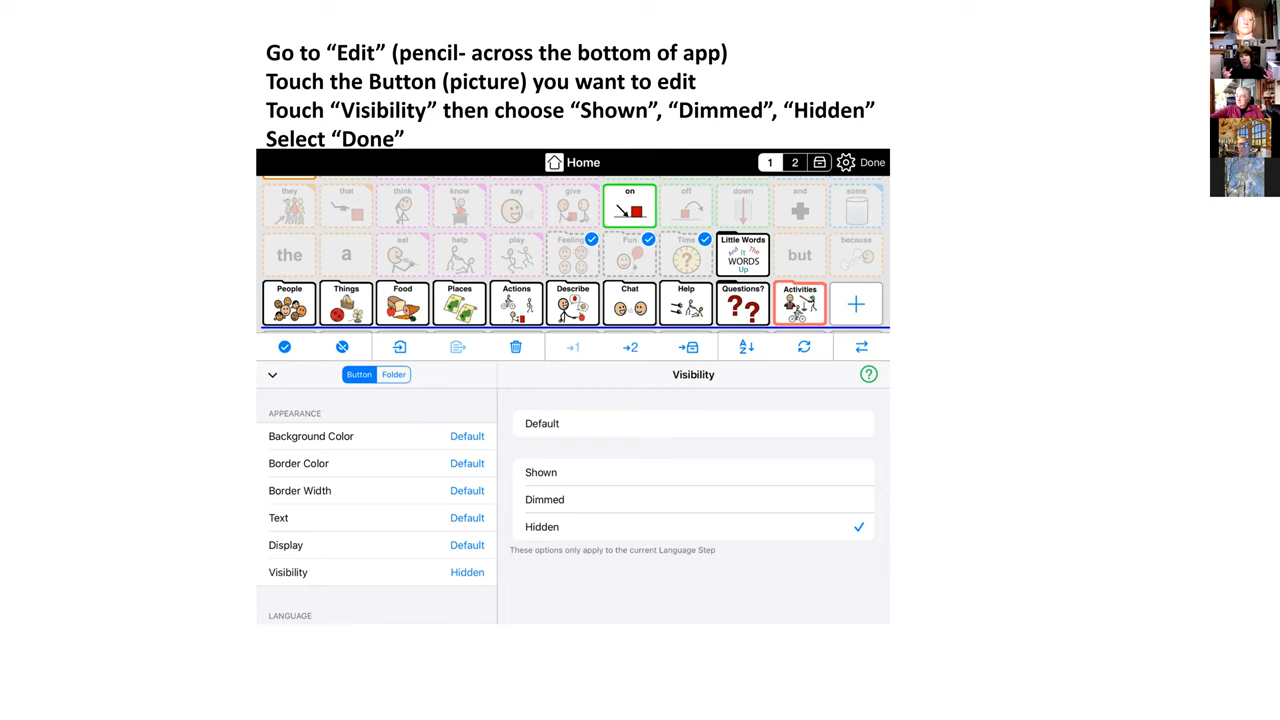 Go to “Edit” (pencil- across the bottom of app)
Touch the Button (picture) you want to edit
Touch “Visibility” then choose “Shown”, “Dimmed”, “Hidden”
Select “Done”
Home 1 2 Done
they that think know say give on off down and some
the a eat help play Feeling Fun Time Little Words but because
And It The WORDS Up
People Things Food Places Actions Describe Chat Help Questions? Activities
→1 →2 A Z
Button Folder Visibility
APPEARANCE
Default
Background Color Default
Border Color Default
Shown
Border Width Default
Dimmed
Text Default
Hidden
Display Default
These options only apply to the current Language Step
Visibility Hidden
LANGUAGE